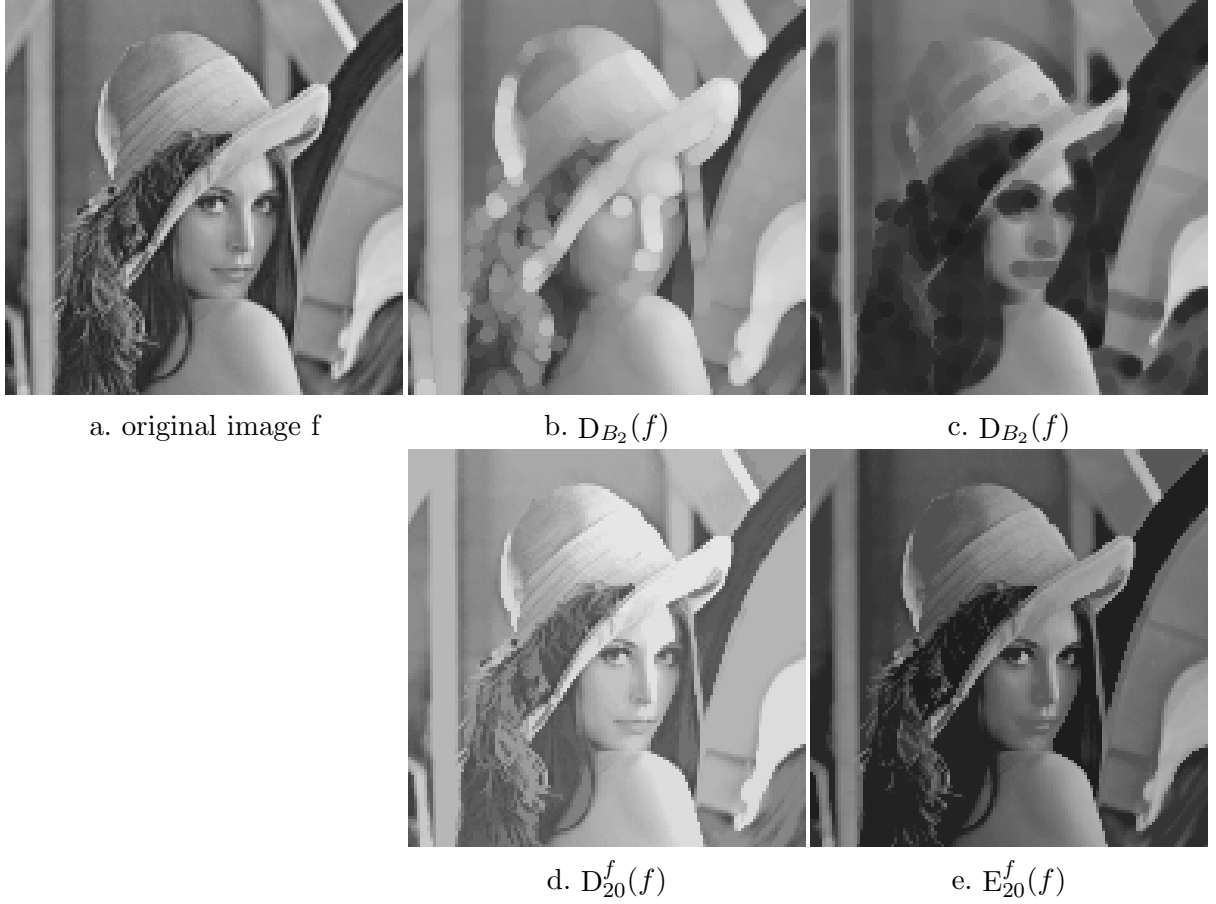 a. original image f
b. D_{B_2}(f)
c. D_{B_2}(f)
d. D^f_{20}(f)
e. E^f_{20}(f)